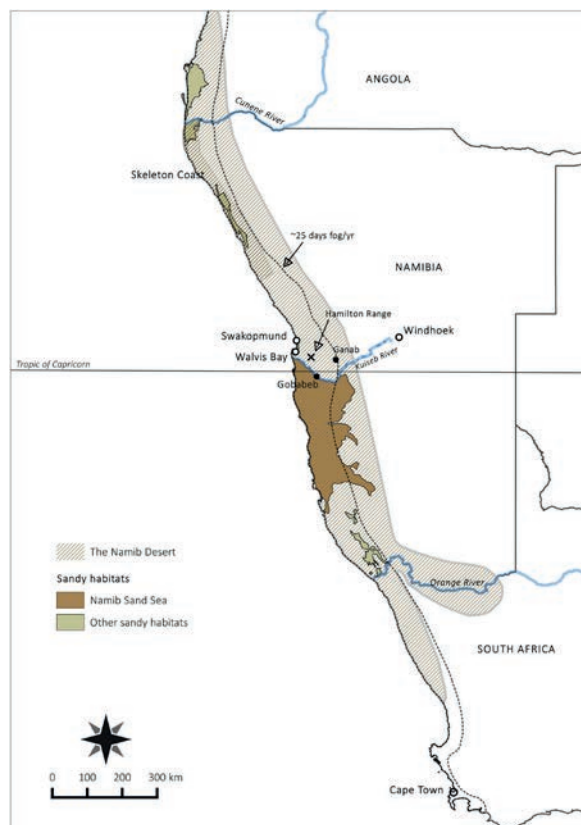 ANGOLA
Cunene River
Skeleton Coast
~25 days fog/yr
NAMIBIA
Hamilton Range
Swakopmund
Windhoek
Walvis Bay
Ganab
Kuiseb River
Tropic of Capricorn
Gobabeb
The Namib Desert
Sandy habitats
Namib Sand Sea
Other sandy habitats
Orange River
SOUTH AFRICA
0 50 100 200 300 km
Cape Town